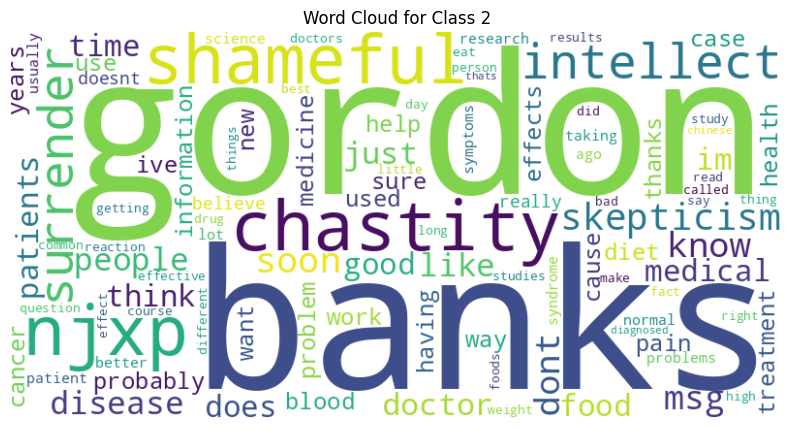 Word Cloud for Class 2
science doctors research results
years usually time shameful eat person thats intellect case
use doesnt best
surrender gordon
information things new medicine help day just symptoms effects taking ago did study chinese thanks im health
ive little sure read called
patients getting believe used really bad say thing
drug chastity skepticism
common reaction lot long
people soon good like cause diet know
effective studies make medical
think problem having syndrome fact
question effect course different want work way foods normal diagnosed right
njxp banks
better dont pain problems treatment
cancer patient probably
disease does blood doctor weight food msg high